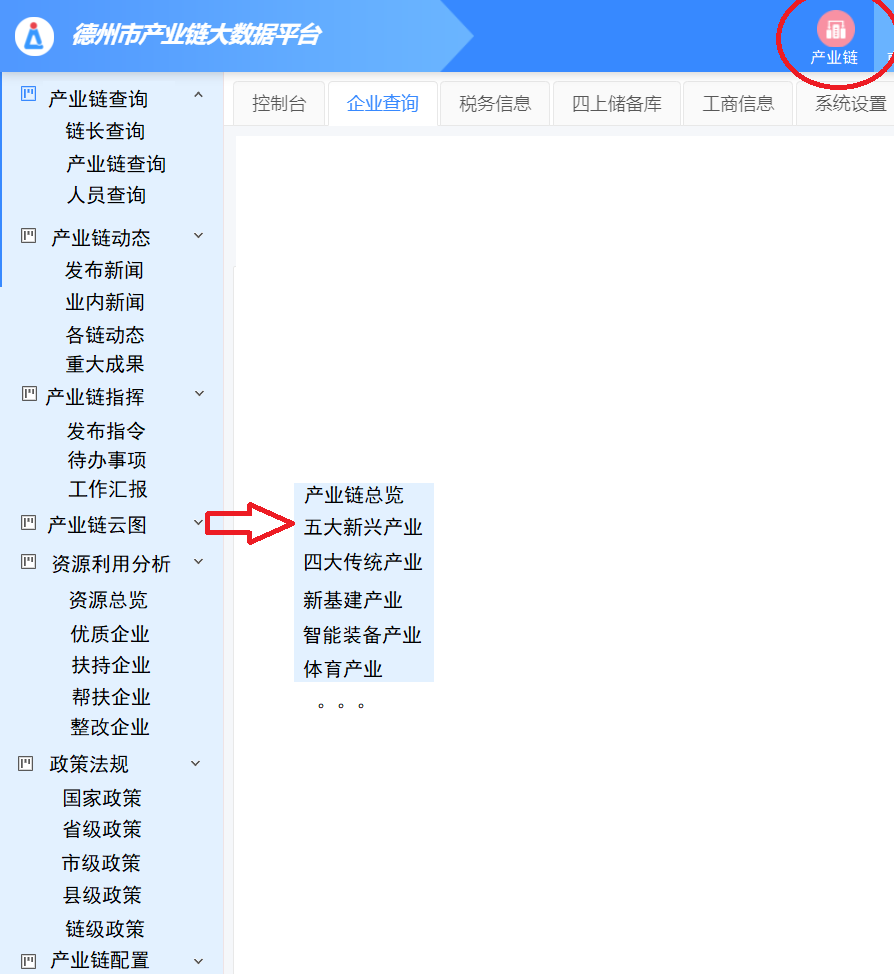 德州市产业链大数据平台
产业链
控制台
企业查询
税务信息
四上储备库
工商信息
系统设置
产业链查询
链长查询
产业链查询
人员查询
产业链动态
发布新闻
业内新闻
各链动态
重大成果
产业链指挥
发布指令
待办事项
工作汇报
产业链云图
产业链总览
五大新兴产业
四大传统产业
新基建产业
智能装备产业
体育产业
。。。
资源利用分析
资源总览
优质企业
扶持企业
帮扶企业
整改企业
政策法规
国家政策
省级政策
市级政策
县级政策
链级政策
产业链配置